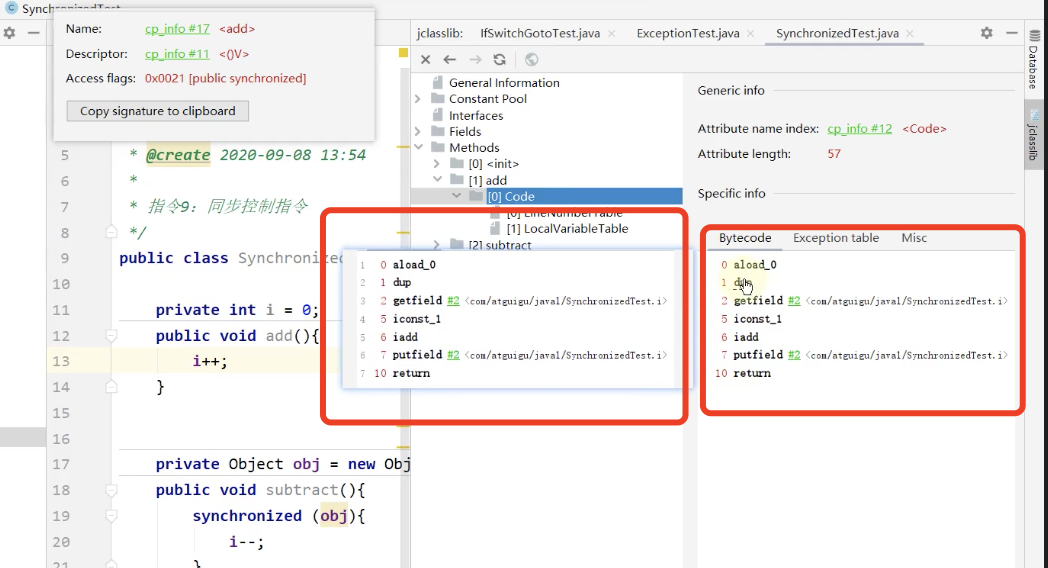 SynchronizedTest
Name: cp_info #17 <add>
Descriptor: cp_info #11 <()V>
Access flags: 0x0021 [public synchronized]
Copy signature to clipboard
5 * @create 2020-09-08 13:54
6 *
7 * 指令9：同步控制指令
8 */
9 public class Synchronized
10
11 private int i = 0;
12 public void add(){
13 i++;
14 }
15
16
17 private Object obj = new Obj
18 public void subtract(){
19 synchronized (obj){
20 i--;
21 }
jclasslib: IfSwitchGotoTest.java ExceptionTest.java SynchronizedTest.java
General Information
Constant Pool
Interfaces
Fields
Methods
[0] <init>
[1] add
[0] Code
[0] LineNumberTable
[1] LocalVariableTable
[2] subtract
1 0 aload_0
2 1 dup
3 2 getfield #2 <com/atguigu/java1/SynchronizedTest.i>
4 5 iconst_1
5 6 iadd
6 7 putfield #2 <com/atguigu/java1/SynchronizedTest.i>
7 10 return
Generic info
Attribute name index: cp_info #12 <Code>
Attribute length: 57
Specific info
Bytecode Exception table Misc
1 0 aload_0
2 1 dup
3 2 getfield #2 <com/atguigu/java1/SynchronizedTest.i>
4 5 iconst_1
5 6 iadd
6 7 putfield #2 <com/atguigu/java1/SynchronizedTest.i>
7 10 return
Database
jclasslib